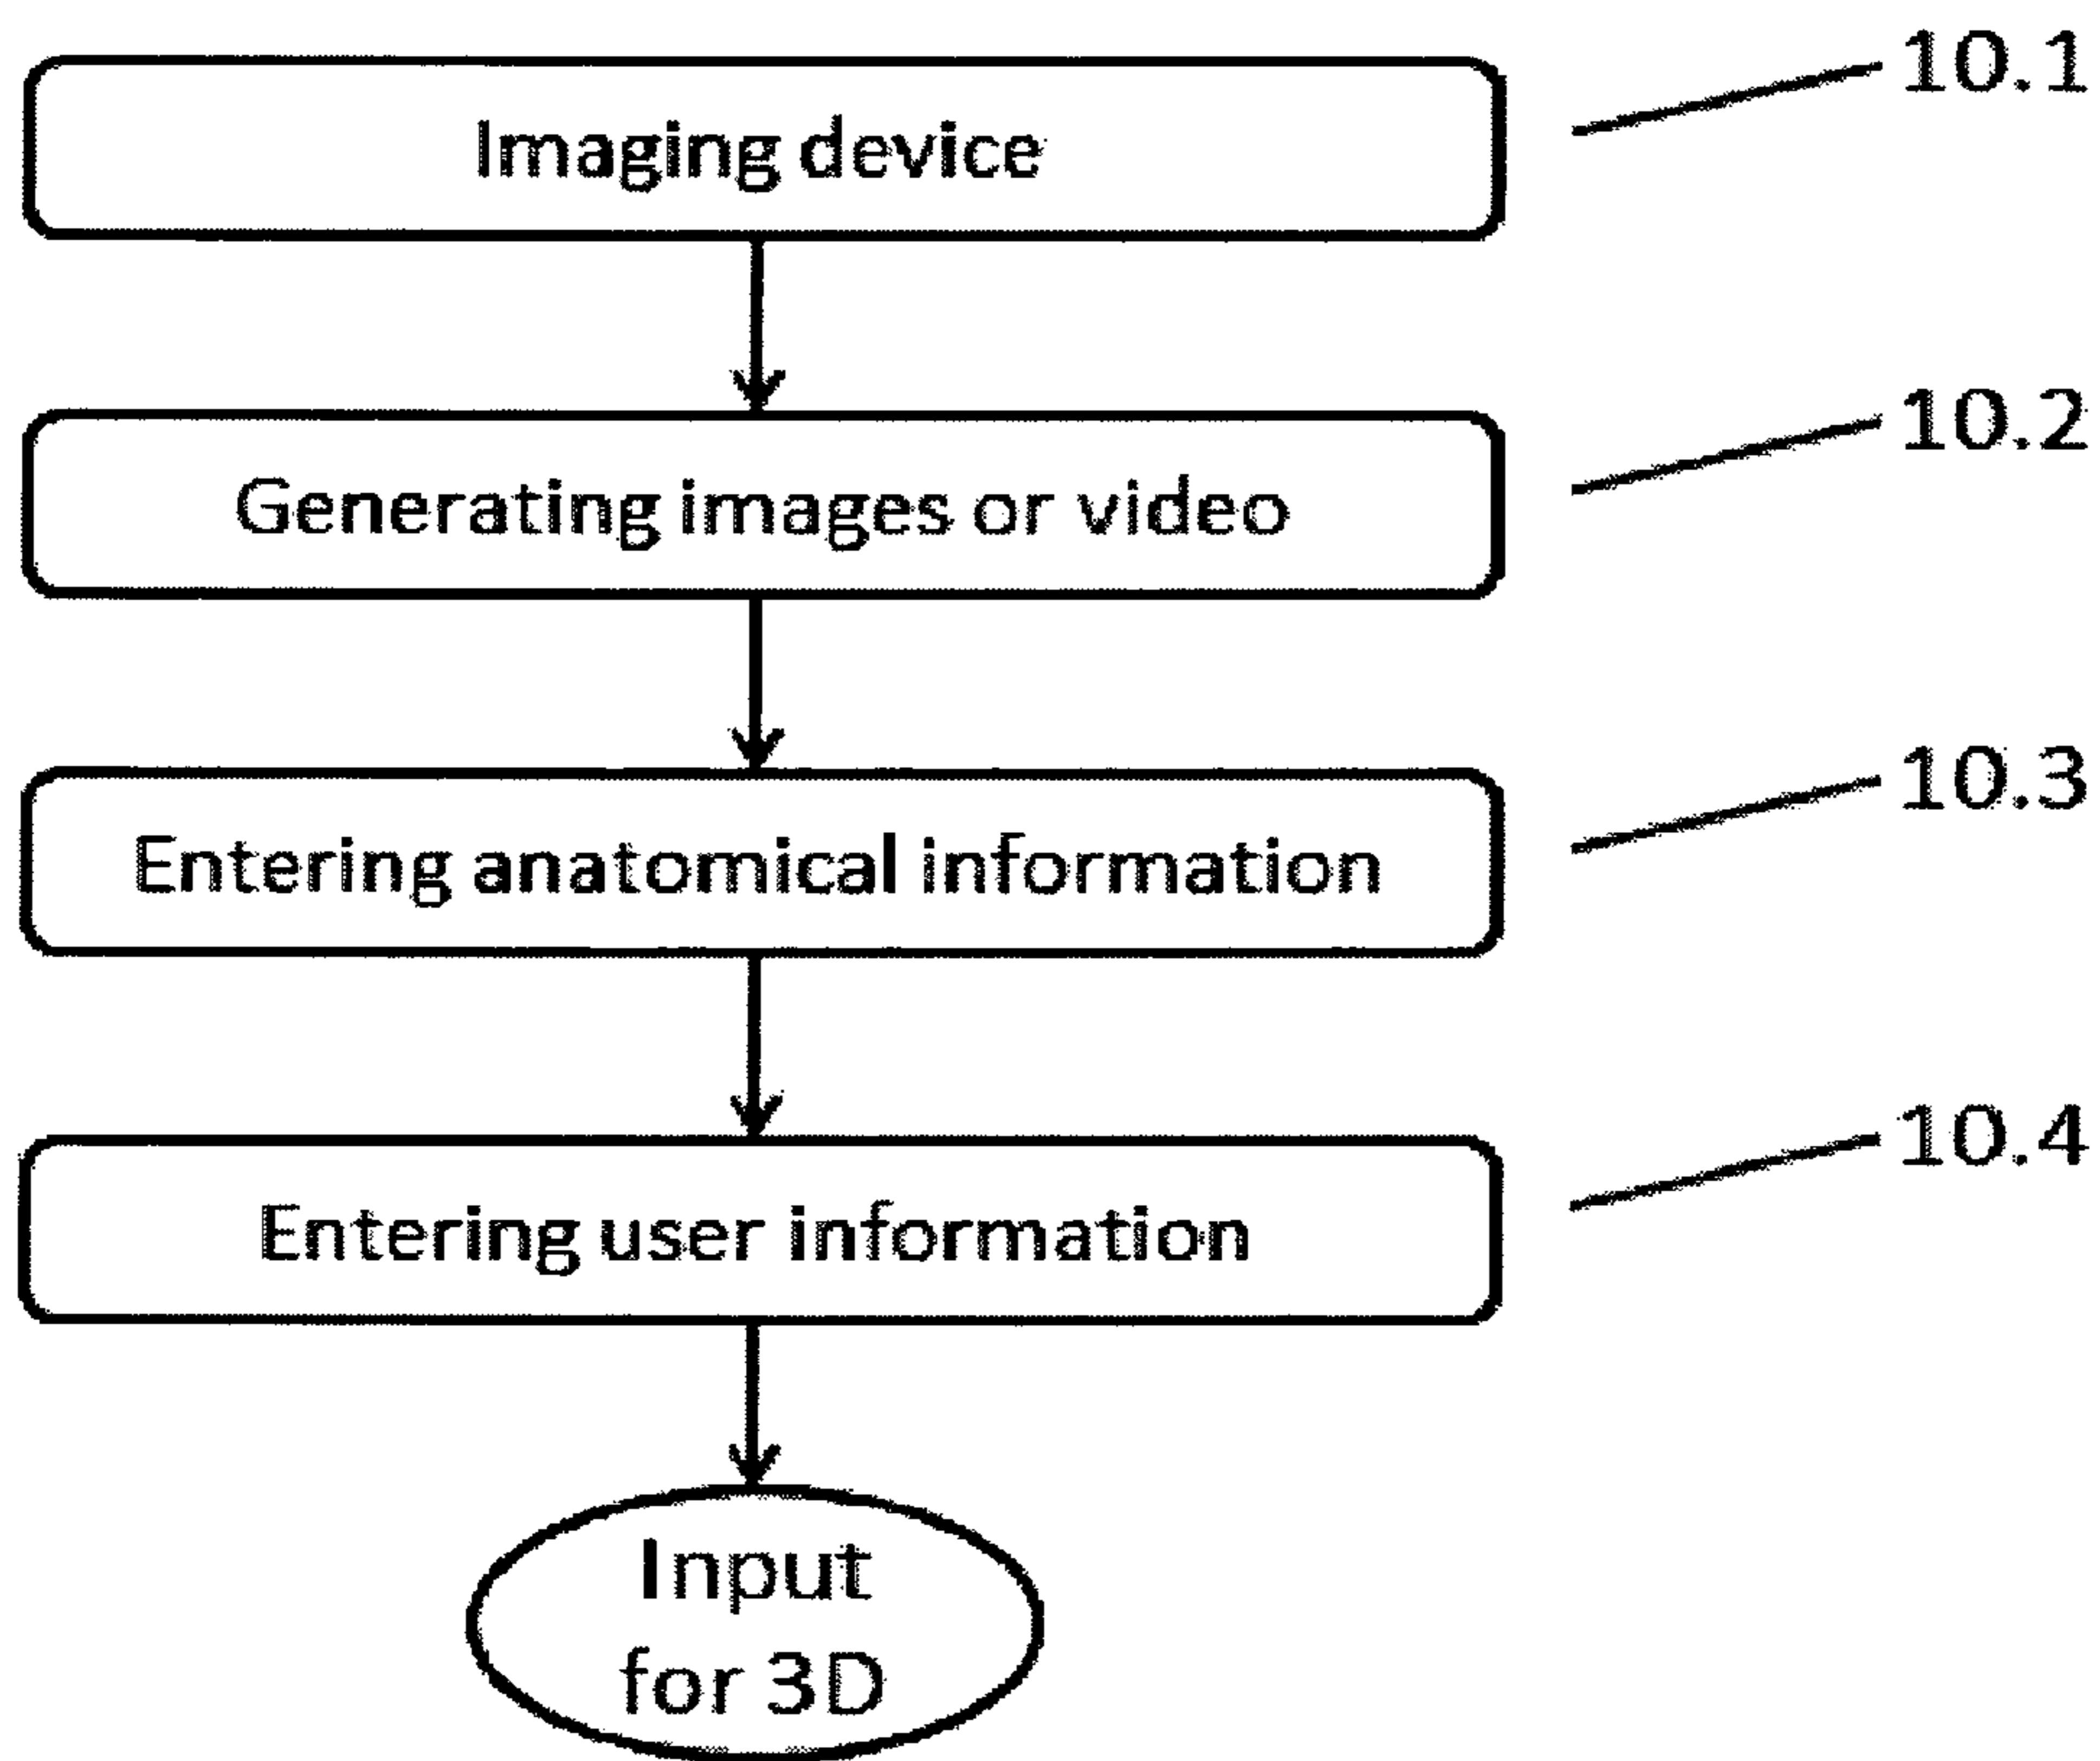 Imaging device
10.1
Generating images or video
10.2
Entering anatomical information
10.3
Entering user information
10.4
Input
for 3D